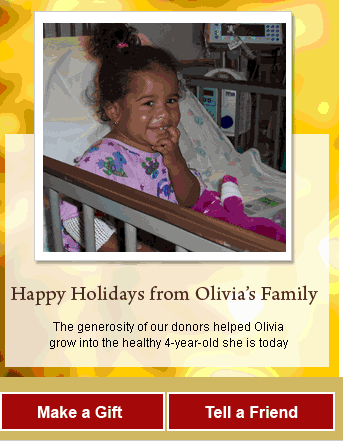 Happy Holidays from Olivia's Family
The generosity of our donors helped Olivia
grow into the healthy 4-year-old she is today
Make a Gift
Tell a Friend